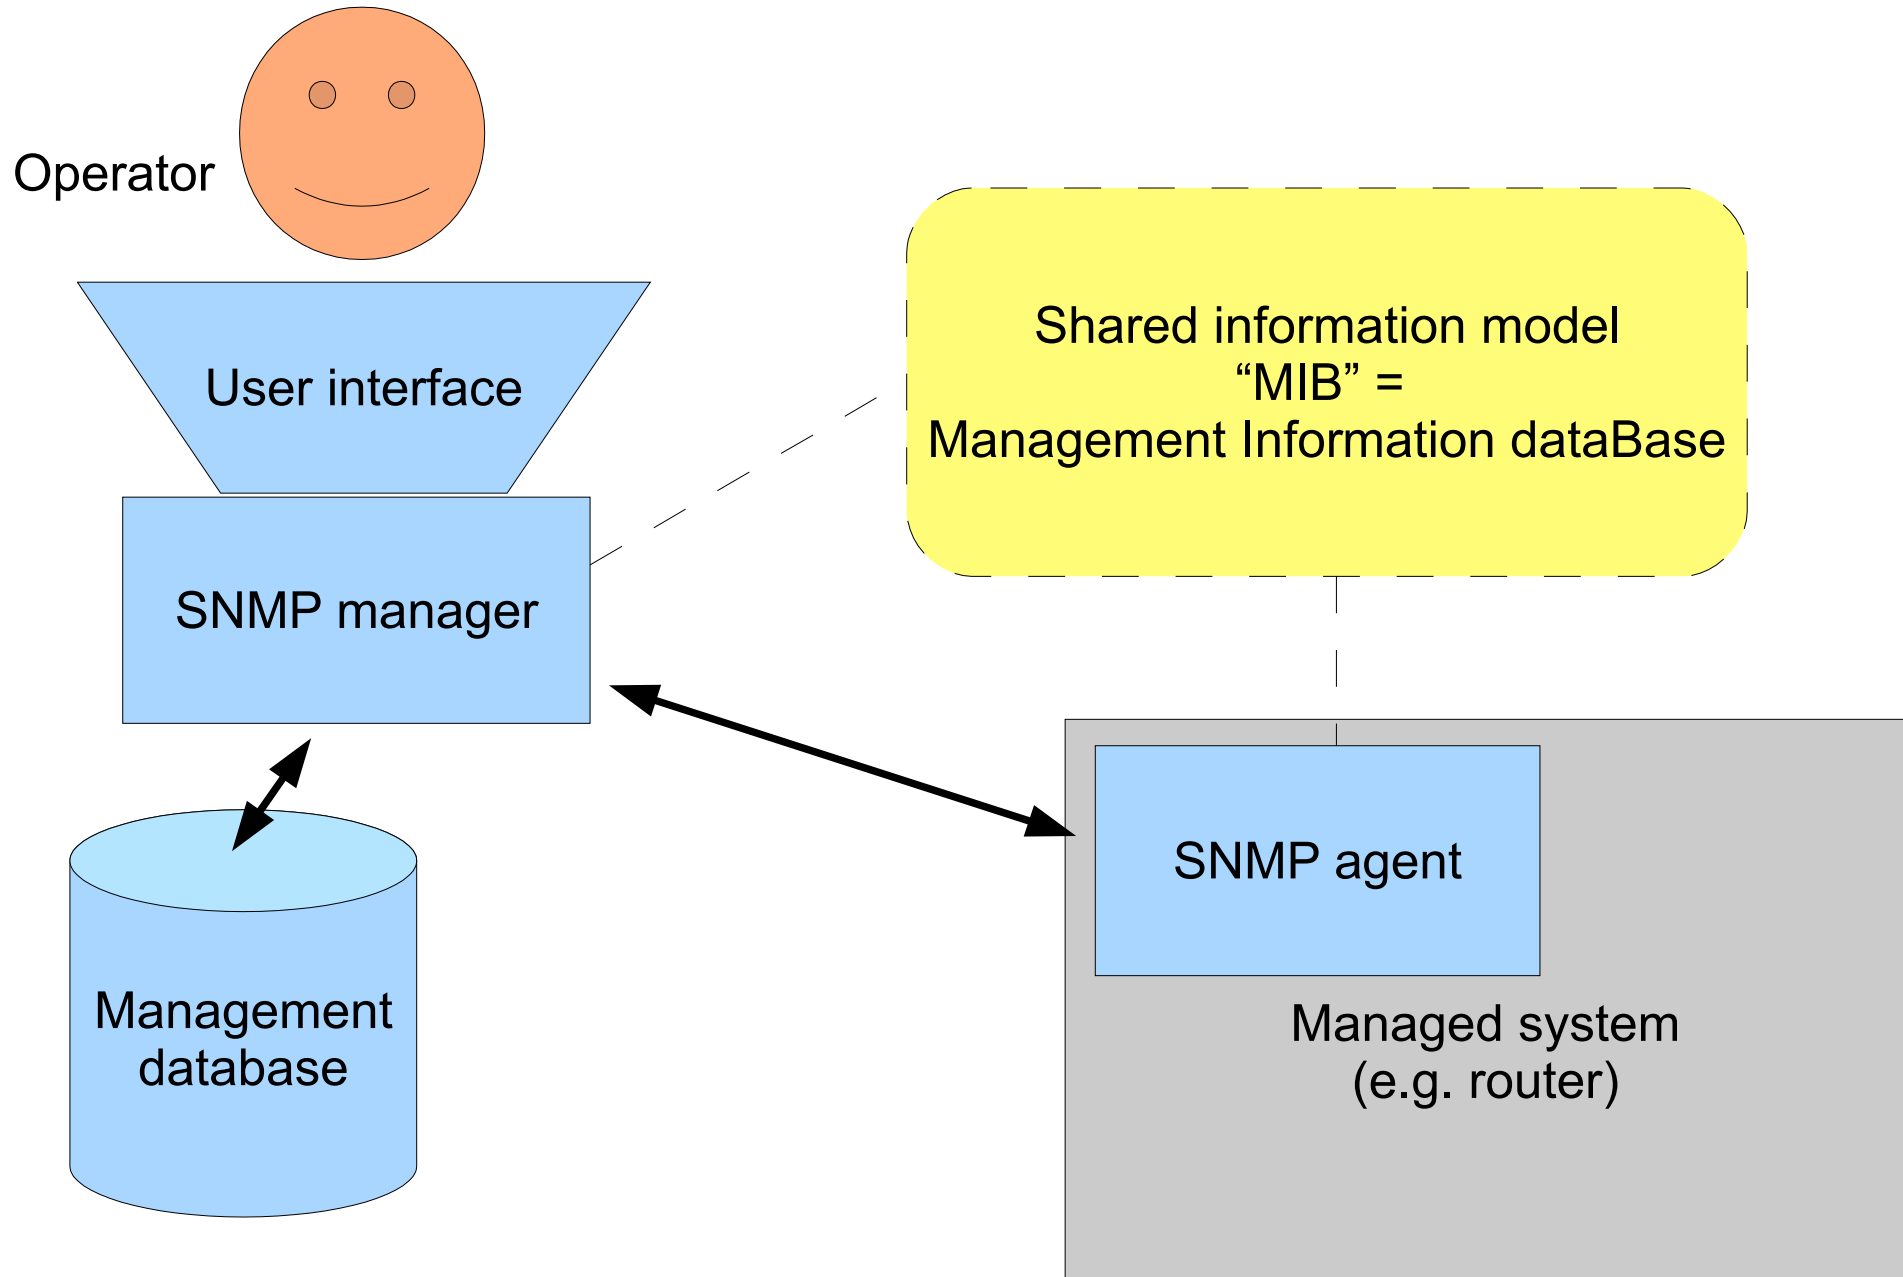 Operator
User interface
SNMP manager
Management
database
Shared information model
“MIB” =
Management Information dataBase
SNMP agent
Managed system
(e.g. router)